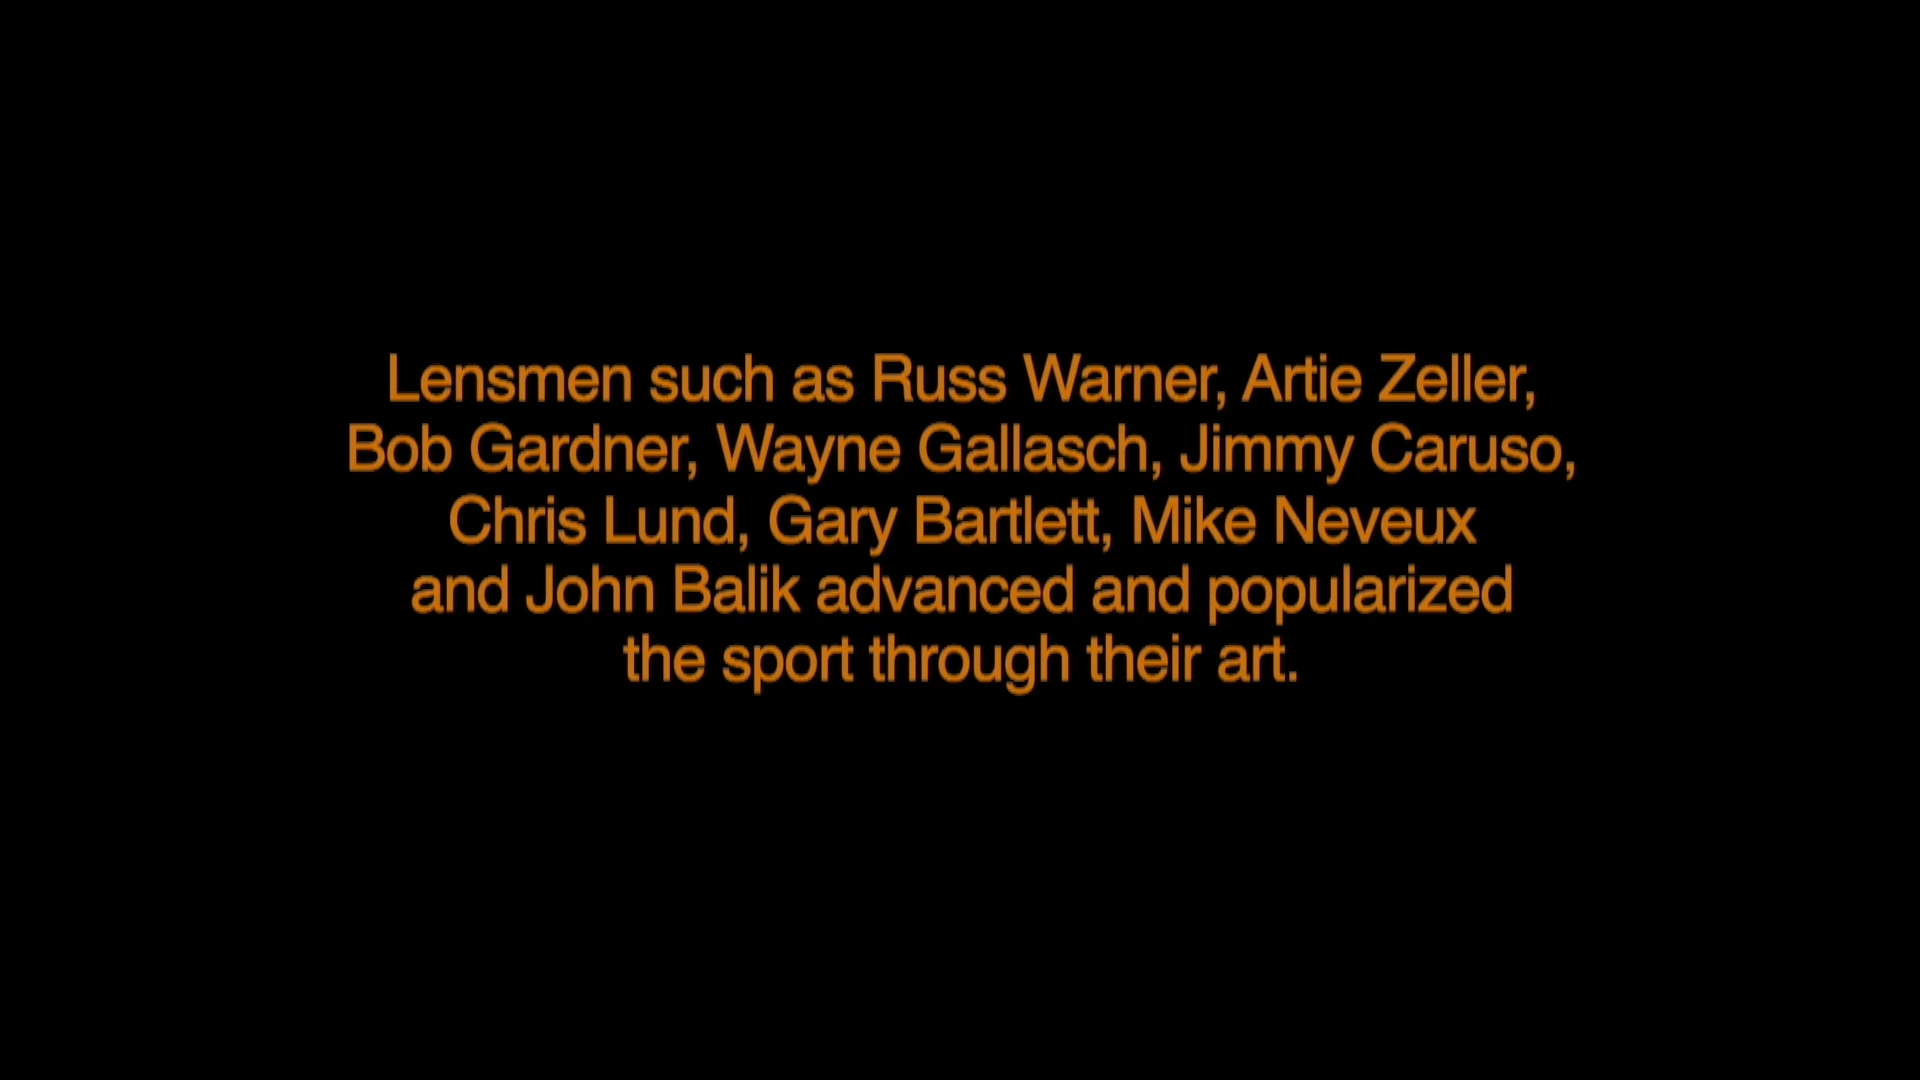 Lensmen such as Russ Warner, Artie Zeller,
Bob Gardner, Wayne Gallasch, Jimmy Caruso,
Chris Lund, Gary Bartlett, Mike Neveux
and John Balik advanced and popularized
the sport through their art.